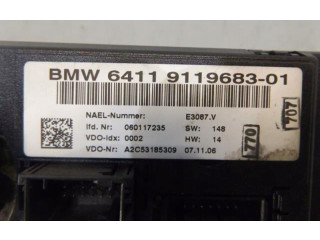 BMW 6411 9119683-01
NAEL-Nummer: E3087.V
lfd. Nr: 060117235 SW: 148
VDO-Idx: 0002 HW: 14
VDO-Nr: A2C53185309 07.11.06
770
707